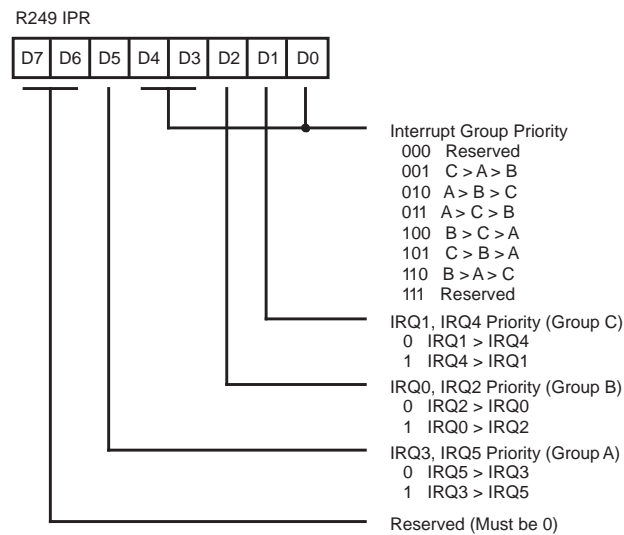 R249 IPR
D7 D6 D5 D4 D3 D2 D1 D0
Interrupt Group Priority
000 Reserved
001 C > A > B
010 A > B > C
011 A > C > B
100 B > C > A
101 C > B > A
110 B > A > C
111 Reserved
IRQ1, IRQ4 Priority (Group C)
0 IRQ1 > IRQ4
1 IRQ4 > IRQ1
IRQ0, IRQ2 Priority (Group B)
0 IRQ2 > IRQ0
1 IRQ0 > IRQ2
IRQ3, IRQ5 Priority (Group A)
0 IRQ5 > IRQ3
1 IRQ3 > IRQ5
Reserved (Must be 0)